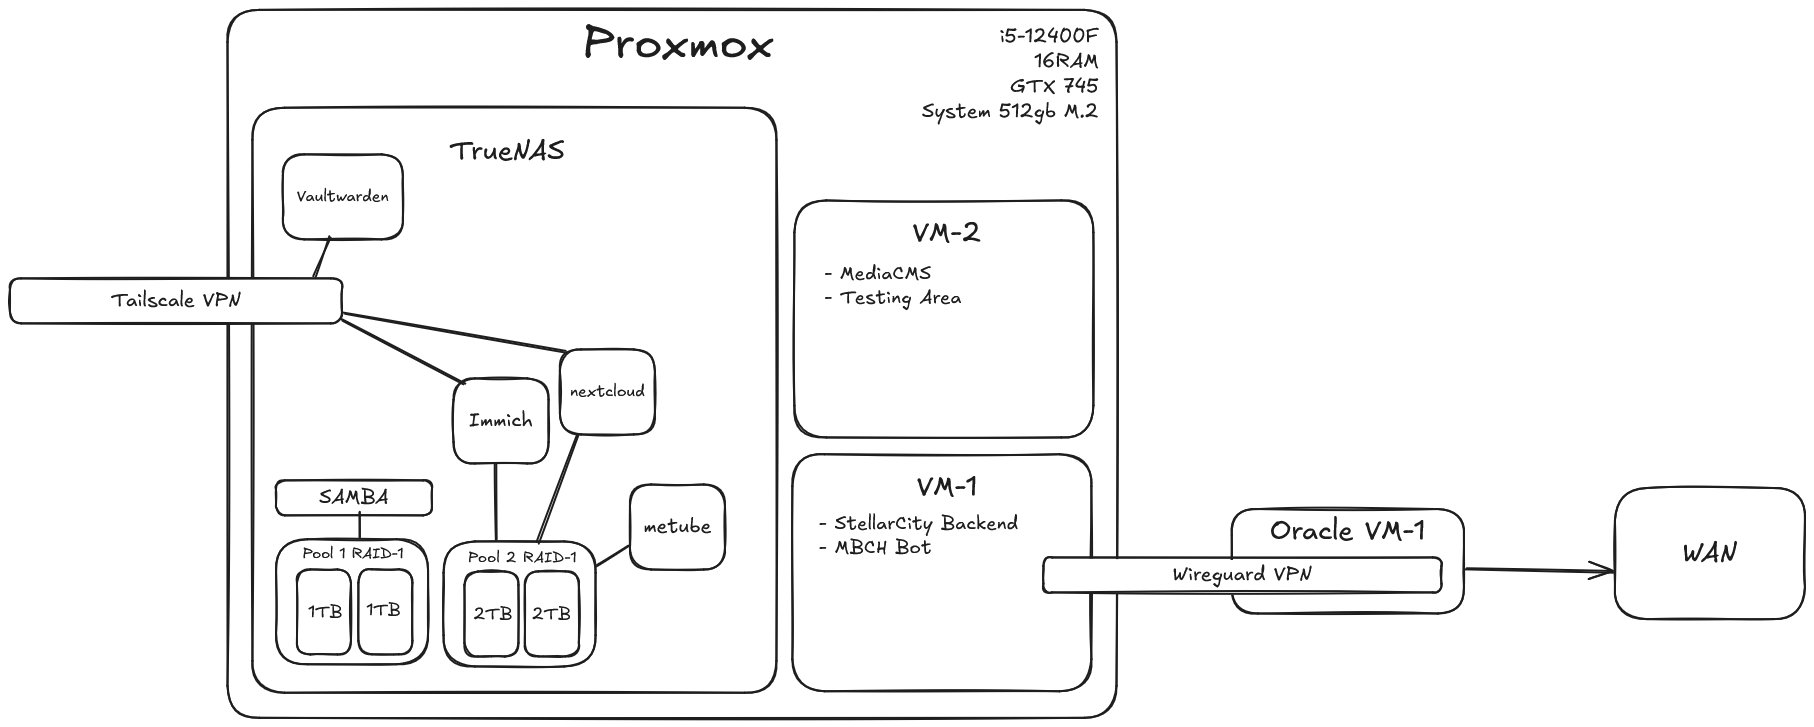 Proxmox
i5-12400F
16RAM
GTX 745
System 512gb M.2
TrueNAS
Vaultwarden
Tailscale VPN
nextcloud
Immich
SAMBA
metube
Pool 1 RAID-1
1TB
1TB
Pool 2 RAID-1
2TB
2TB
VM-2
- MediaCMS
- Testing Area
VM-1
- StellarCity Backend
- MBCH Bot
Oracle VM-1
Wireguard VPN
WAN